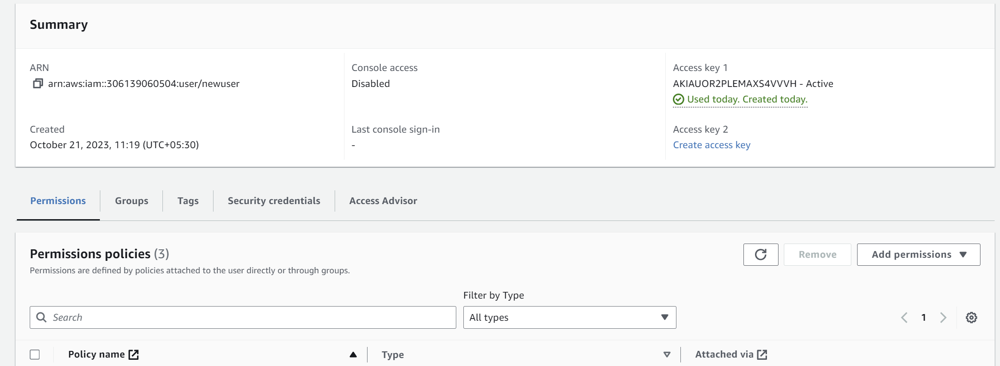 Summary
ARN
arn:aws:iam::306139060504:user/newuser
Console access
Disabled
Access key 1
AKIAUOR2PLEMAXS4VVVH - Active
Used today. Created today.
Created
October 21, 2023, 11:19 (UTC+05:30)
Last console sign-in
-
Access key 2
Create access key
Permissions
Groups
Tags
Security credentials
Access Advisor
Permissions policies (3)
Permissions are defined by policies attached to the user directly or through groups.
Remove
Add permissions
Filter by Type
Search
All types
1
Policy name
Type
Attached via